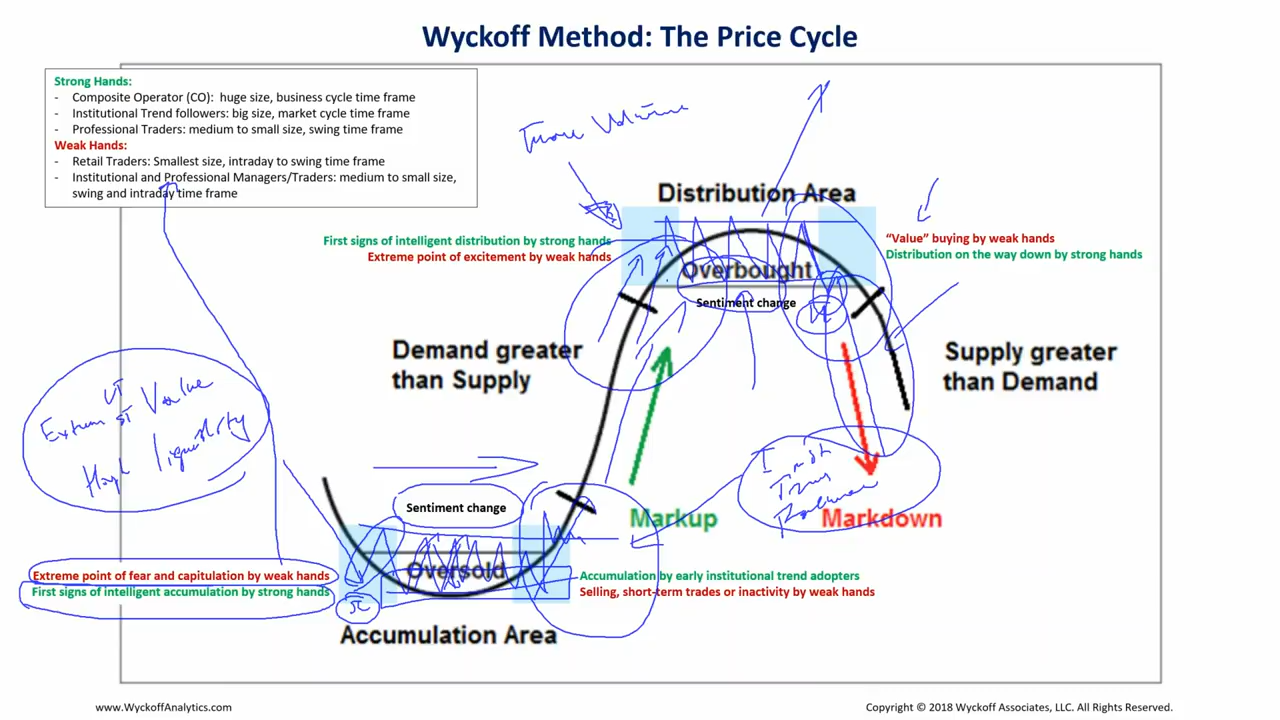 Wyckoff Method: The Price Cycle
Strong Hands:
- Composite Operator (CO): huge size, business cycle time frame
- Institutional Trend followers: big size, market cycle time frame
- Professional Traders: medium to small size, swing time frame
Weak Hands:
- Retail Traders: Smallest size, intraday to swing time frame
- Institutional and Professional Managers/Traders: medium to small size,
swing and intraday time frame
Volume
Distribution Area
First signs of intelligent distribution by strong hands
Extreme point of excitement by weak hands
"Value" buying by weak hands
Distribution on the way down by strong hands
Overbought
Sentiment change
Demand greater
than Supply
Supply greater
than Demand
Value
High liquidity
Sentiment change
Markup
Markdown
Extreme point of fear and capitulation by weak hands
First signs of intelligent accumulation by strong hands
Oversold
Accumulation by early institutional trend adopters
Selling, short-term trades or inactivity by weak hands
Accumulation Area
www.WyckoffAnalytics.com
Copyright © 2018 Wyckoff Associates, LLC. All Rights Reserved.